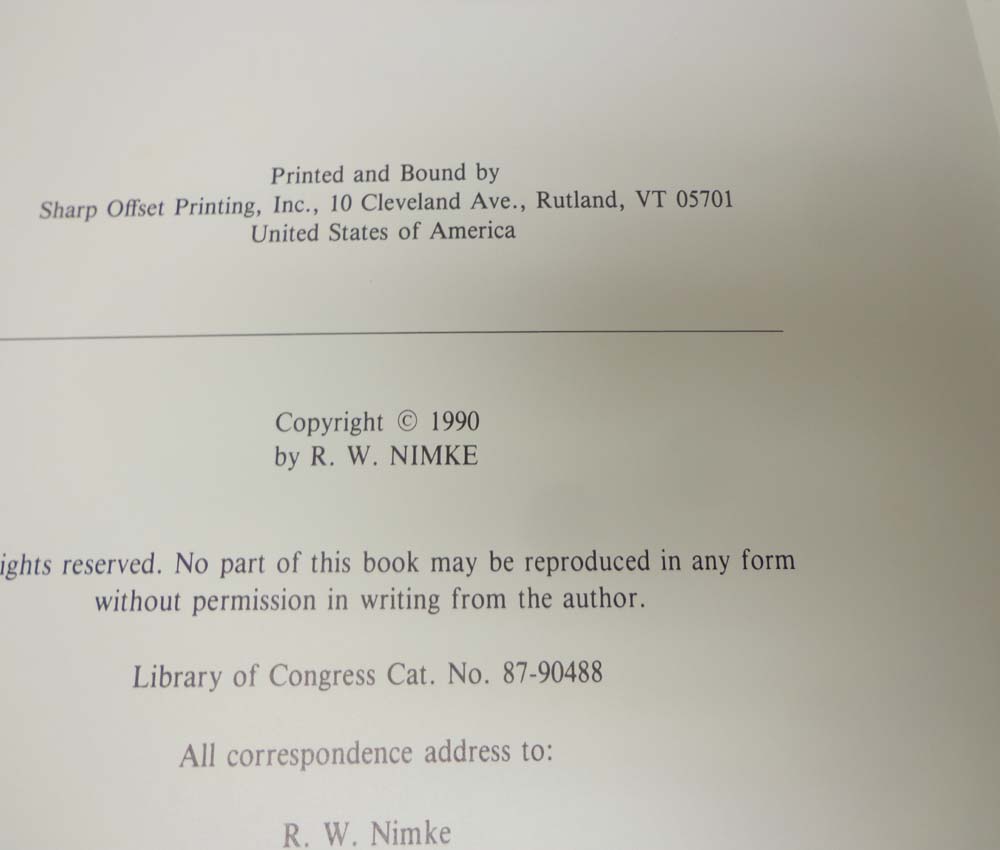 Printed and Bound by
Sharp Offset Printing, Inc., 10 Cleveland Ave., Rutland, VT 05701
United States of America
Copyright © 1990
by R. W. NIMKE
ights reserved. No part of this book may be reproduced in any form
without permission in writing from the author.
Library of Congress Cat. No. 87-90488
All correspondence address to:
R. W. Nimke